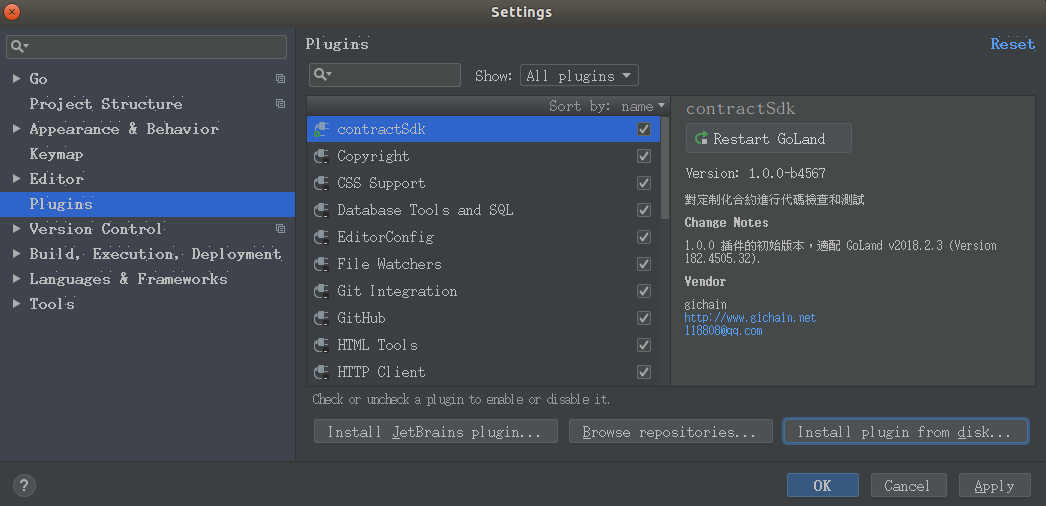 Settings
Plugins
Reset
Show: All plugins
Go
Project Structure
Appearance & Behavior
Keymap
Editor
Plugins
Version Control
Build, Execution, Deployment
Languages & Frameworks
Tools
Sort by: name
contractSdk
Copyright
CSS Support
Database Tools and SQL
EditorConfig
File Watchers
Git Integration
GitHub
HTML Tools
HTTP Client
contractSdk
Restart GoLand
Version: 1.0.0-b4567
對定制化合約進行代碼檢查和測試
Change Notes
1.0.0 插件的初始版本，適配 GoLand v2018.2.3 (Version
182.4505.32).
Vendor
gichain
http://www.gichain.net
118808@qq.com
Check or uncheck a plugin to enable or disable it.
Install JetBrains plugin...
Browse repositories...
Install plugin from disk...
?
OK
Cancel
Apply